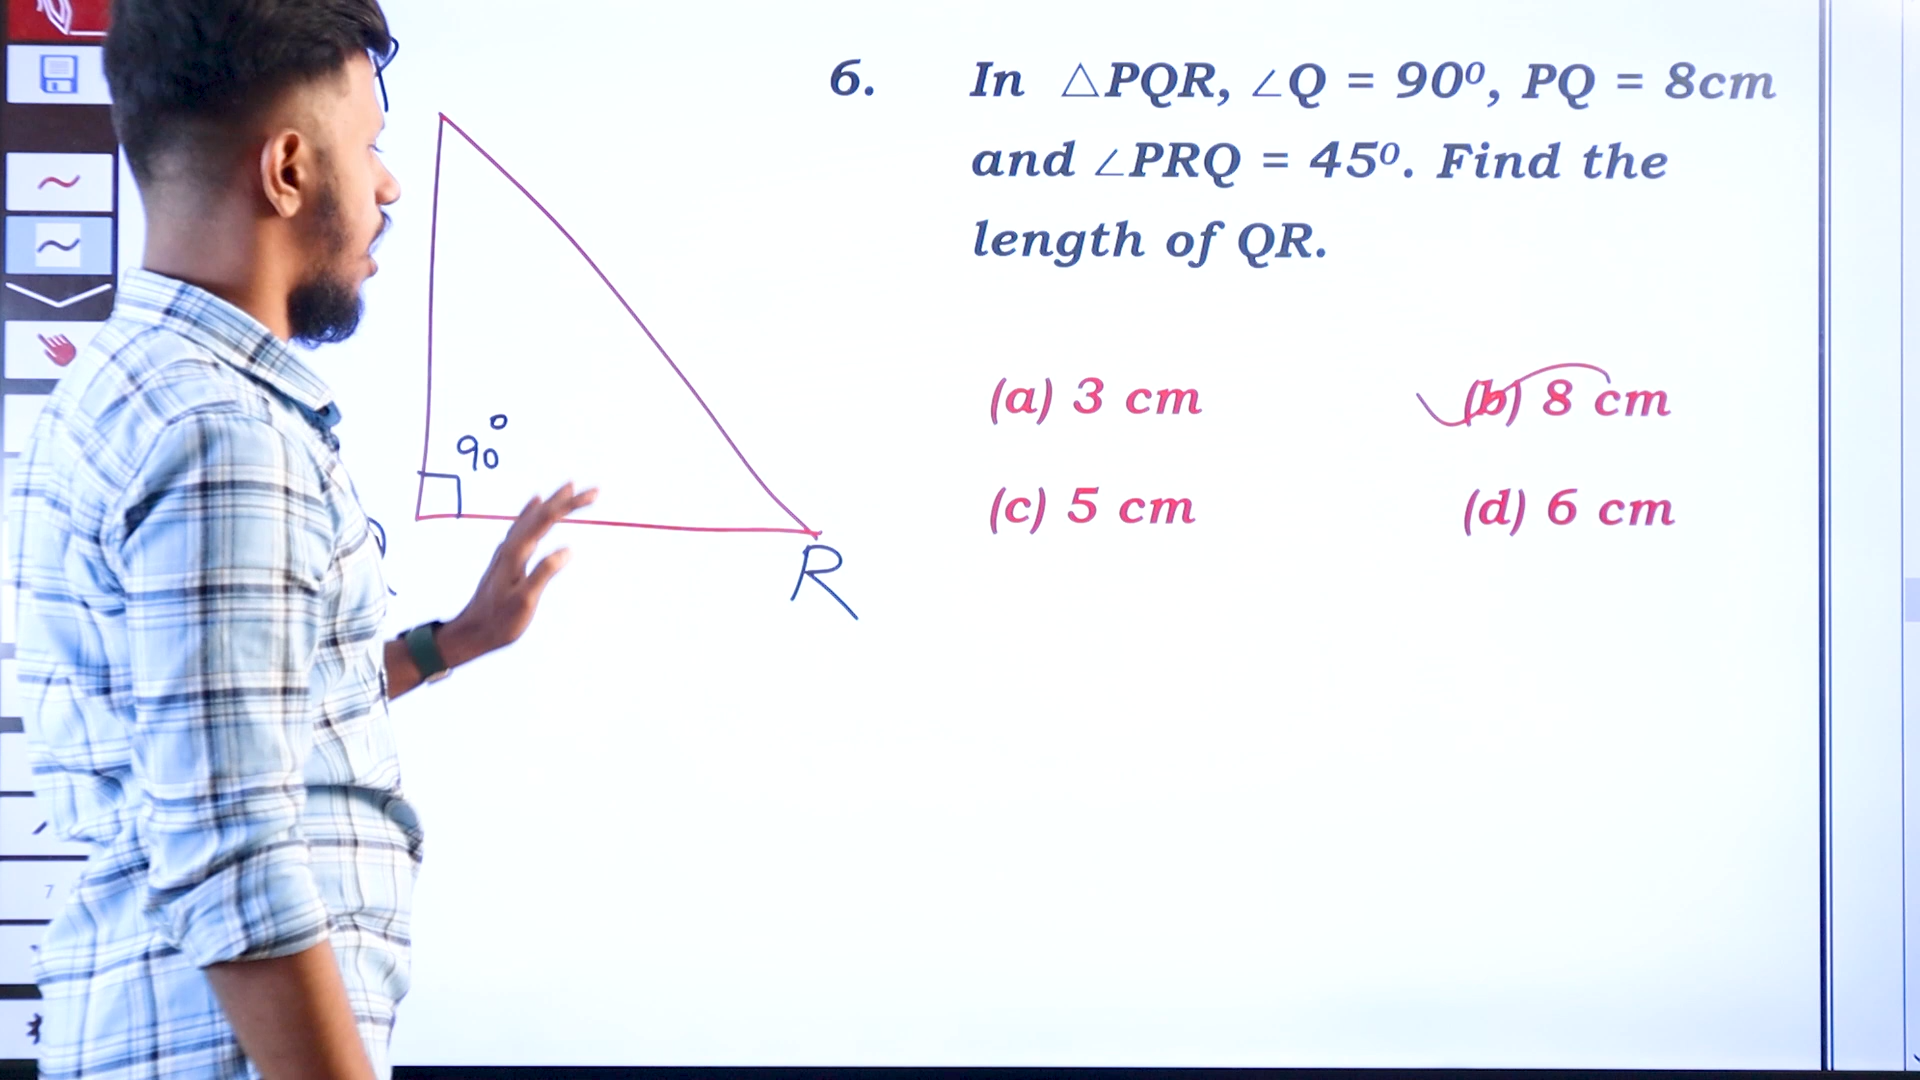 6. In △PQR, ∠Q = 90⁰, PQ = 8cm
and ∠PRQ = 45⁰. Find the
length of QR.
(a) 3 cm (b) 8 cm
(c) 5 cm (d) 6 cm
90°
R
7